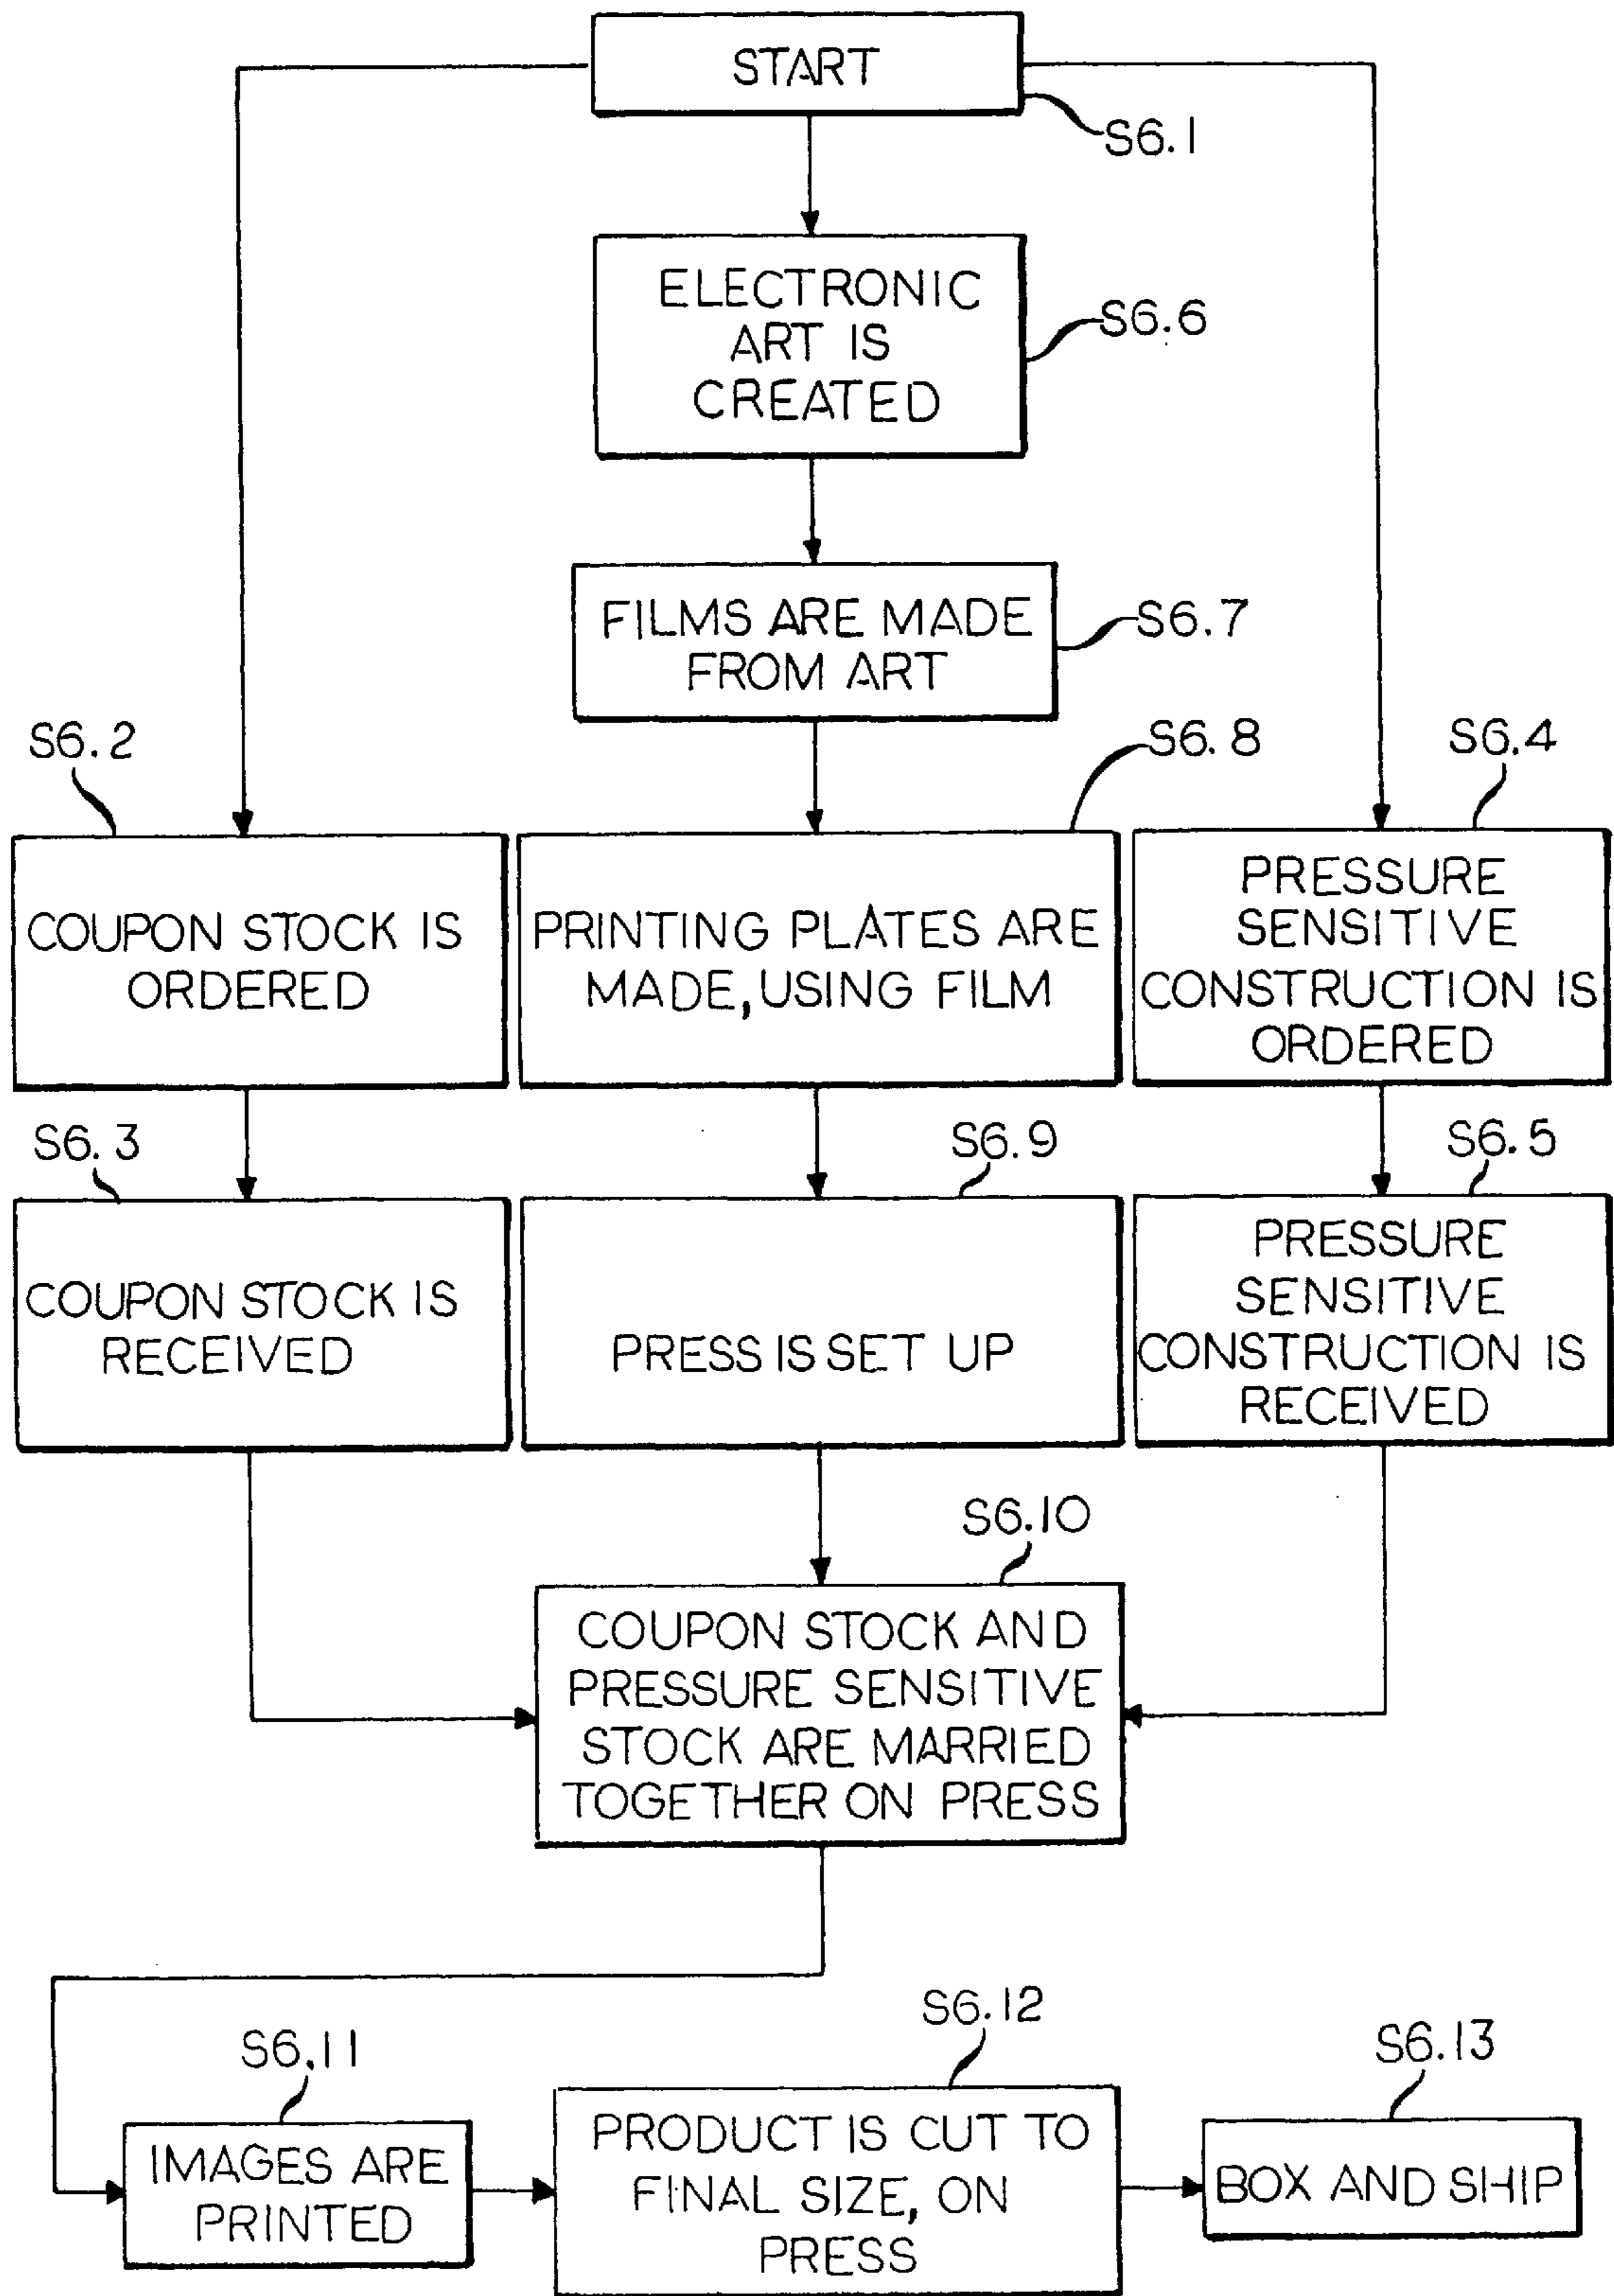 START
S6.1
ELECTRONIC
ART IS
CREATED
S6.6
FILMS ARE MADE
FROM ART
S6.7
S6.2
COUPON STOCK IS
ORDERED
S6.8
PRINTING PLATES ARE
MADE, USING FILM
S6.4
PRESSURE
SENSITIVE
CONSTRUCTION IS
ORDERED
S6.3
COUPON STOCK IS
RECEIVED
S6.9
PRESS IS SET UP
S6.5
PRESSURE
SENSITIVE
CONSTRUCTION IS
RECEIVED
S6.10
COUPON STOCK AND
PRESSURE SENSITIVE
STOCK ARE MARRIED
TOGETHER ON PRESS
S6.11
IMAGES ARE
PRINTED
S6.12
PRODUCT IS CUT TO
FINAL SIZE, ON
PRESS
S6.13
BOX AND SHIP